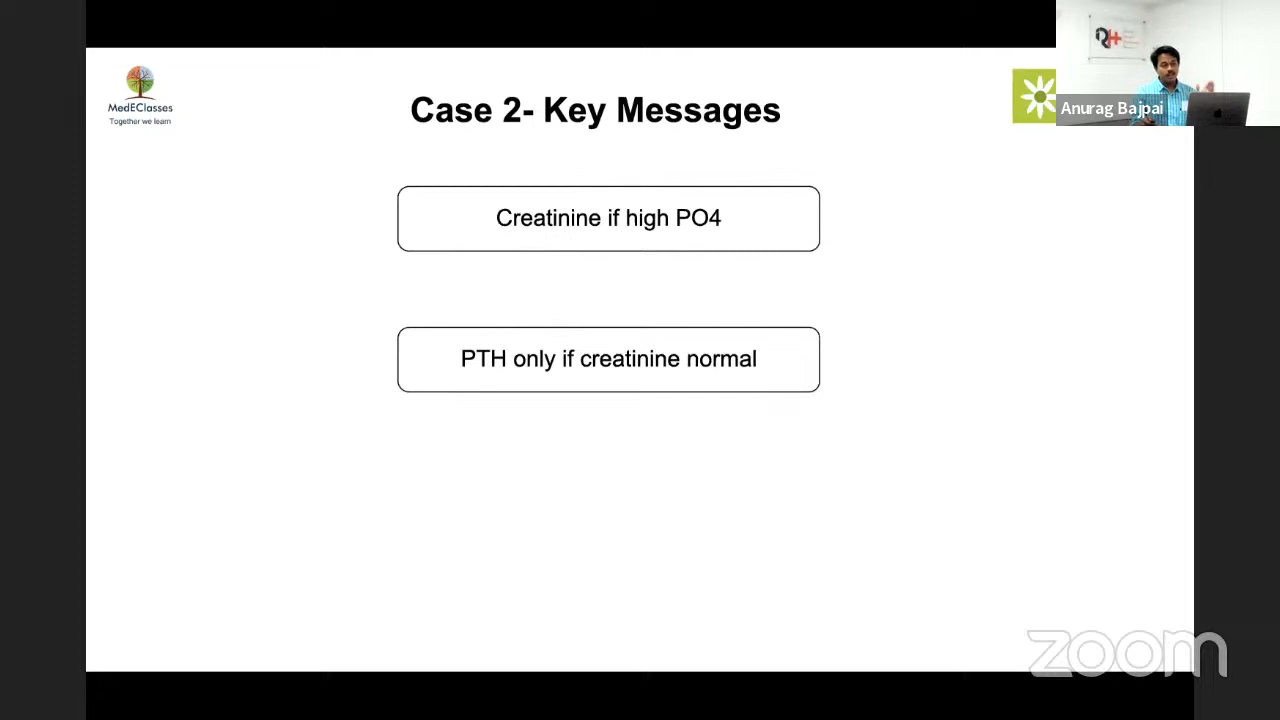 MedEClasses
Together we learn
Case 2- Key Messages
Anurag Bajpai
Creatinine if high PO4
PTH only if creatinine normal
zoom